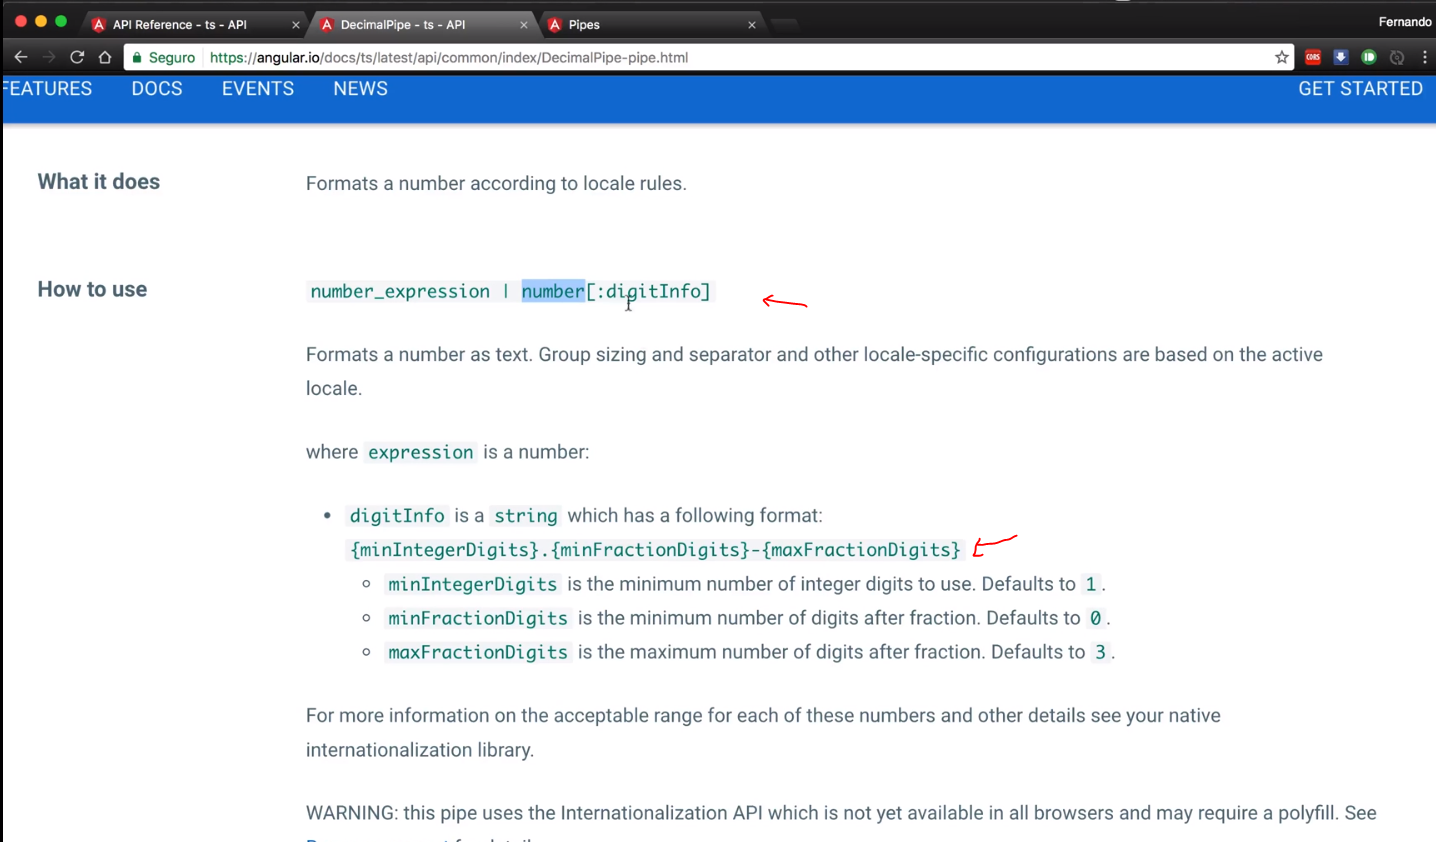 API Reference - ts - API
DecimalPipe - ts - API
Pipes
Fernando
Seguro
https://angular.io/docs/ts/latest/api/common/index/DecimalPipe-pipe.html
CORS
FEATURES DOCS EVENTS NEWS GET STARTED
What it does
Formats a number according to locale rules.
How to use
number_expression | number[:digitInfo]
Formats a number as text. Group sizing and separator and other locale-specific configurations are based on the active
locale.
where expression is a number:
• digitInfo is a string which has a following format:
{minIntegerDigits}.{minFractionDigits}-{maxFractionDigits}
minIntegerDigits is the minimum number of integer digits to use. Defaults to 1.
minFractionDigits is the minimum number of digits after fraction. Defaults to 0.
maxFractionDigits is the maximum number of digits after fraction. Defaults to 3.
For more information on the acceptable range for each of these numbers and other details see your native
internationalization library.
WARNING: this pipe uses the Internationalization API which is not yet available in all browsers and may require a polyfill. See